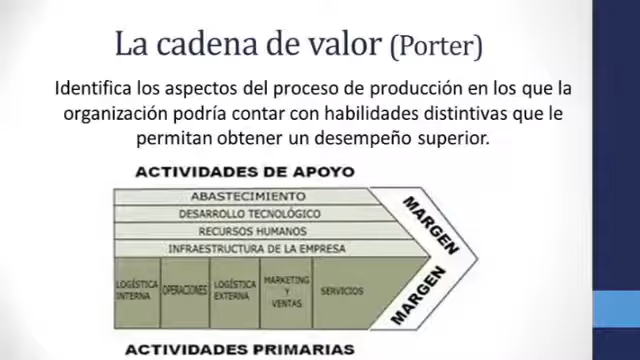 La cadena de valor (Porter)
Identifica los aspectos del proceso de producción en los que la
organización podría contar con habilidades distintivas que le
permitan obtener un desempeño superior.
ACTIVIDADES DE APOYO
ABASTECIMIENTO
DESARROLLO TECNOLÓGICO
RECURSOS HUMANOS
INFRAESTRUCTURA DE LA EMPRESA
MARGEN
LOGÍSTICA
INTERNA
OPERACIONES
LOGÍSTICA
EXTERNA
MARKETING
Y
VENTAS
SERVICIOS
MARGEN
ACTIVIDADES PRIMARIAS